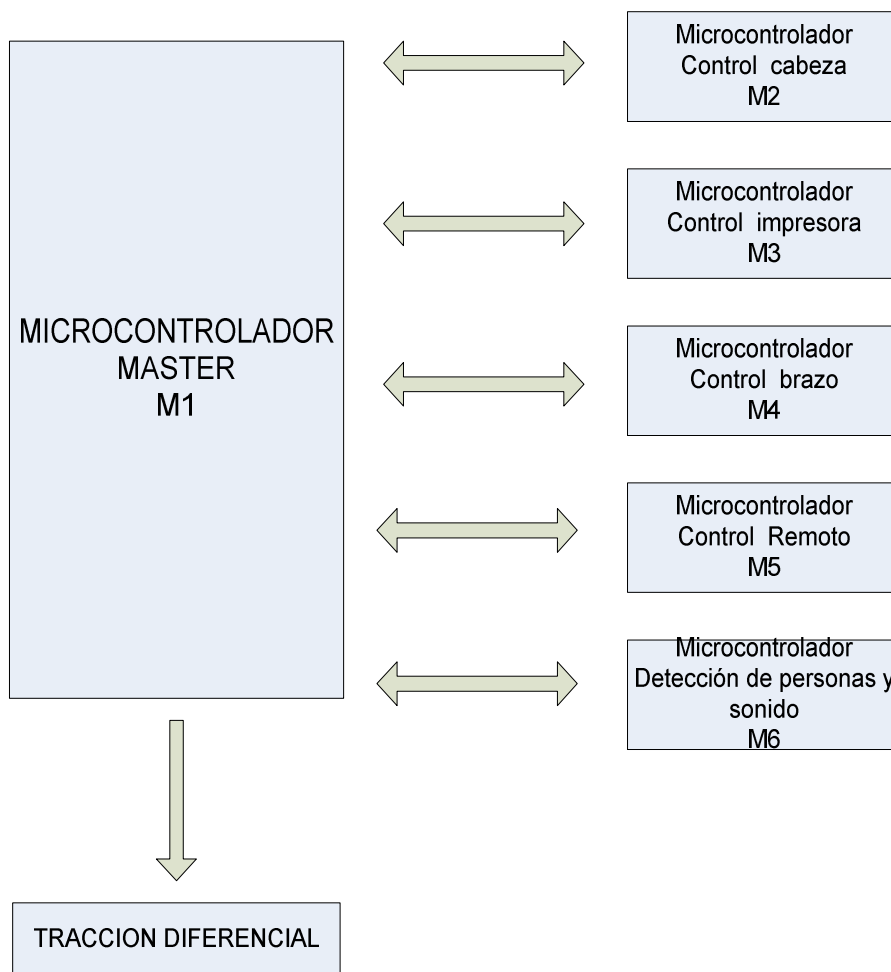 MICROCONTROLADOR
MASTER
M1
Microcontrolador
Control cabeza
M2
Microcontrolador
Control impresora
M3
Microcontrolador
Control brazo
M4
Microcontrolador
Control Remoto
M5
Microcontrolador
Detección de personas y
sonido
M6
TRACCION DIFERENCIAL